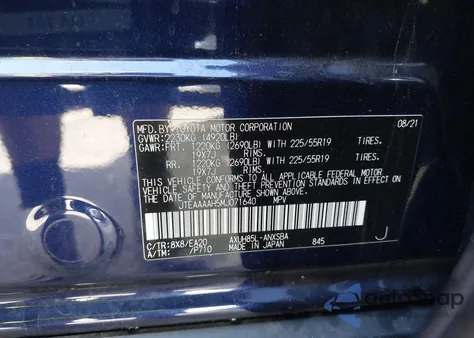 MFD.BY: TOYOTA MOTOR CORPORATION 08/21
GVWR: 2230KG (4920LB)
GAWR:FRT. 1220KG (2690LB) WITH 225/55R19 TIRES.
19X7J RIMS.
RR. 1220KG (2690LB) WITH 225/55R19 TIRES.
19X7J RIMS.
THIS VEHICLE CONFORMS TO ALL APPLICABLE FEDERAL MOTOR
VEHICLE SAFETY AND THEFT PREVENTION STANDARDS IN EFFECT ON
THE DATE OF MANUFACTURE SHOWN ABOVE.
JTEAAAAH5MJ071640 MPV
C/TR:8X8/EA20 AXUH85L-ANXSBA 845
A/TM: /P710 MADE IN JAPAN J
autoSnap